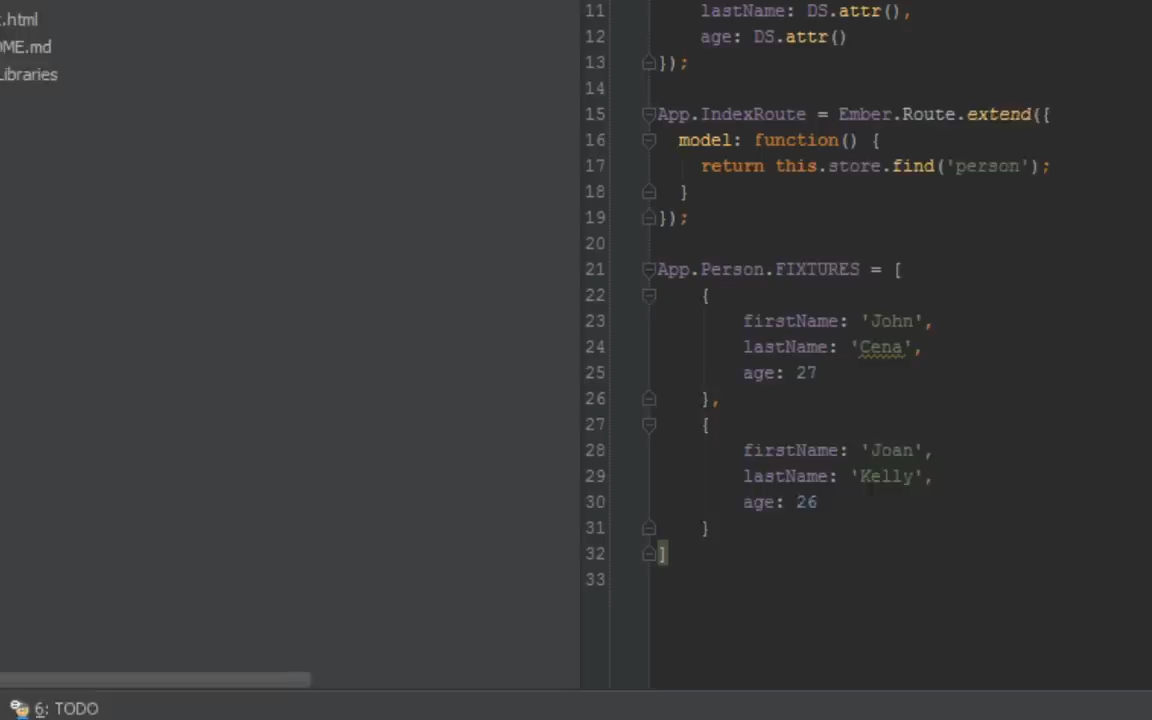 .html
OME.md
Libraries
11 lastName: DS.attr(),
12 age: DS.attr()
13 });
14
15 App.IndexRoute = Ember.Route.extend({
16 model: function() {
17 return this.store.find('person');
18 }
19 });
20
21 App.Person.FIXTURES = [
22 {
23 firstName: 'John',
24 lastName: 'Cena',
25 age: 27
26 },
27 {
28 firstName: 'Joan',
29 lastName: 'Kelly',
30 age: 26
31 }
32 ]
33
6: TODO